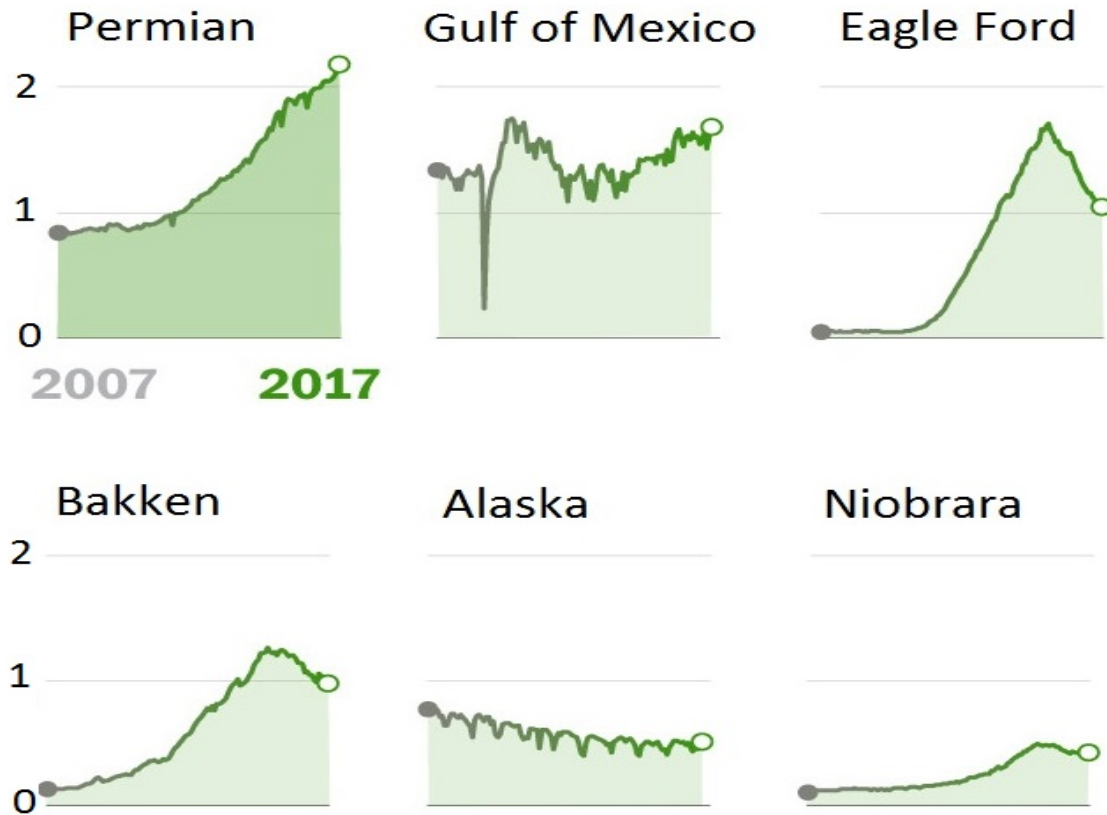 Permian
Gulf of Mexico
Eagle Ford
2
1
0
2007
2017
Bakken
Alaska
Niobrara
2
1
0